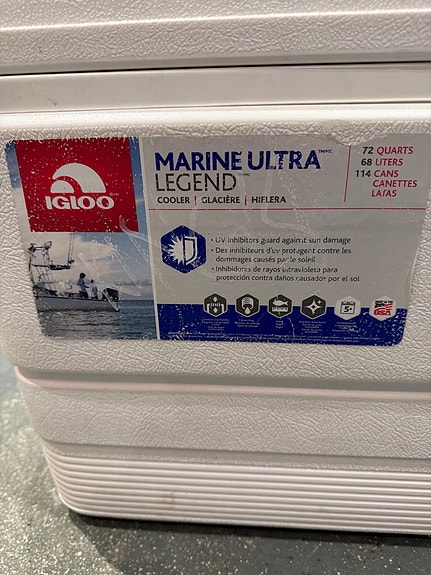 IGLOO
MARINE ULTRA
LEGEND
COOLER | GLACIÈRE | HIELERA
72 QUARTS
68 LITERS
114 CANS
CANETTES
LATAS
• UV inhibitors guard against sun damage
• Des inhibiteurs d'uv protègent contre les
dommages causés par le soleil
• Inhibidores de rayos ultravioleta para
protección contra daños causados por el sol
5+
USA